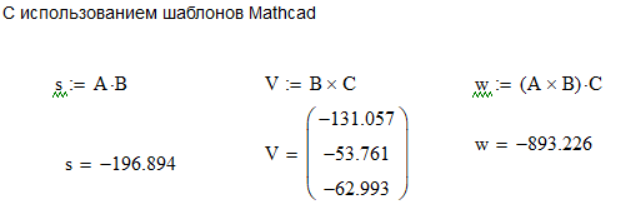 С использованием шаблонов Mathcad
s := A·B V := B × C w := (A × B)·C
s = −196.894 V = (−131.057 −53.761 −62.993) w = −893.226